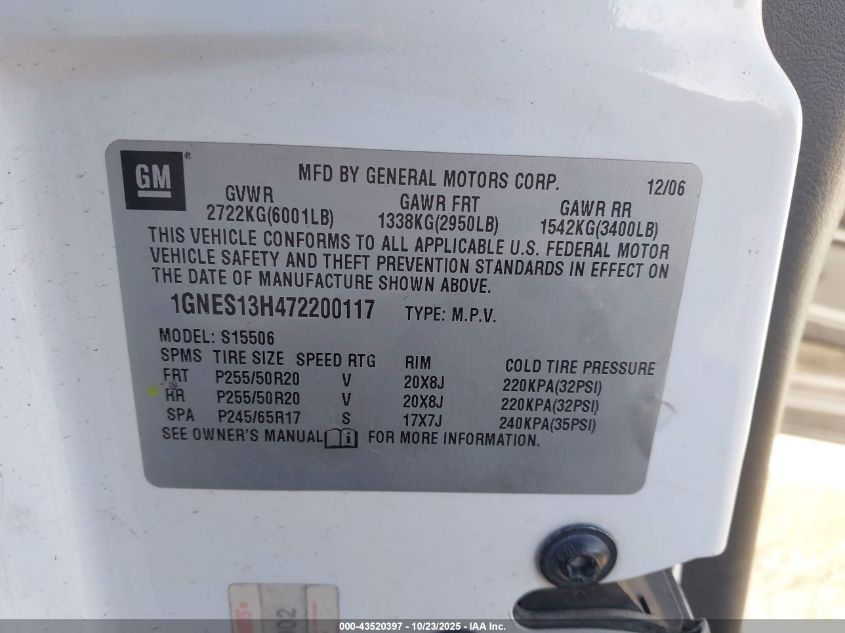 GM
MFD BY GENERAL MOTORS CORP. 12/06
GVWR GAWR FRT GAWR RR
2722KG(6001LB) 1338KG(2950LB) 1542KG(3400LB)
THIS VEHICLE CONFORMS TO ALL APPLICABLE U.S. FEDERAL MOTOR
VEHICLE SAFETY AND THEFT PREVENTION STANDARDS IN EFFECT ON
THE DATE OF MANUFACTURE SHOWN ABOVE.
1GNES13H472200117 TYPE: M.P.V.
MODEL: S15506
SPMS TIRE SIZE SPEED RTG RIM COLD TIRE PRESSURE
FRT P255/50R20 V 20X8J 220KPA(32PSI)
RR P255/50R20 V 20X8J 220KPA(32PSI)
SPA P245/65R17 S 17X7J 240KPA(35PSI)
SEE OWNER'S MANUAL FOR MORE INFORMATION.
000-43520397 - 10/23/2025 - IAA Inc.